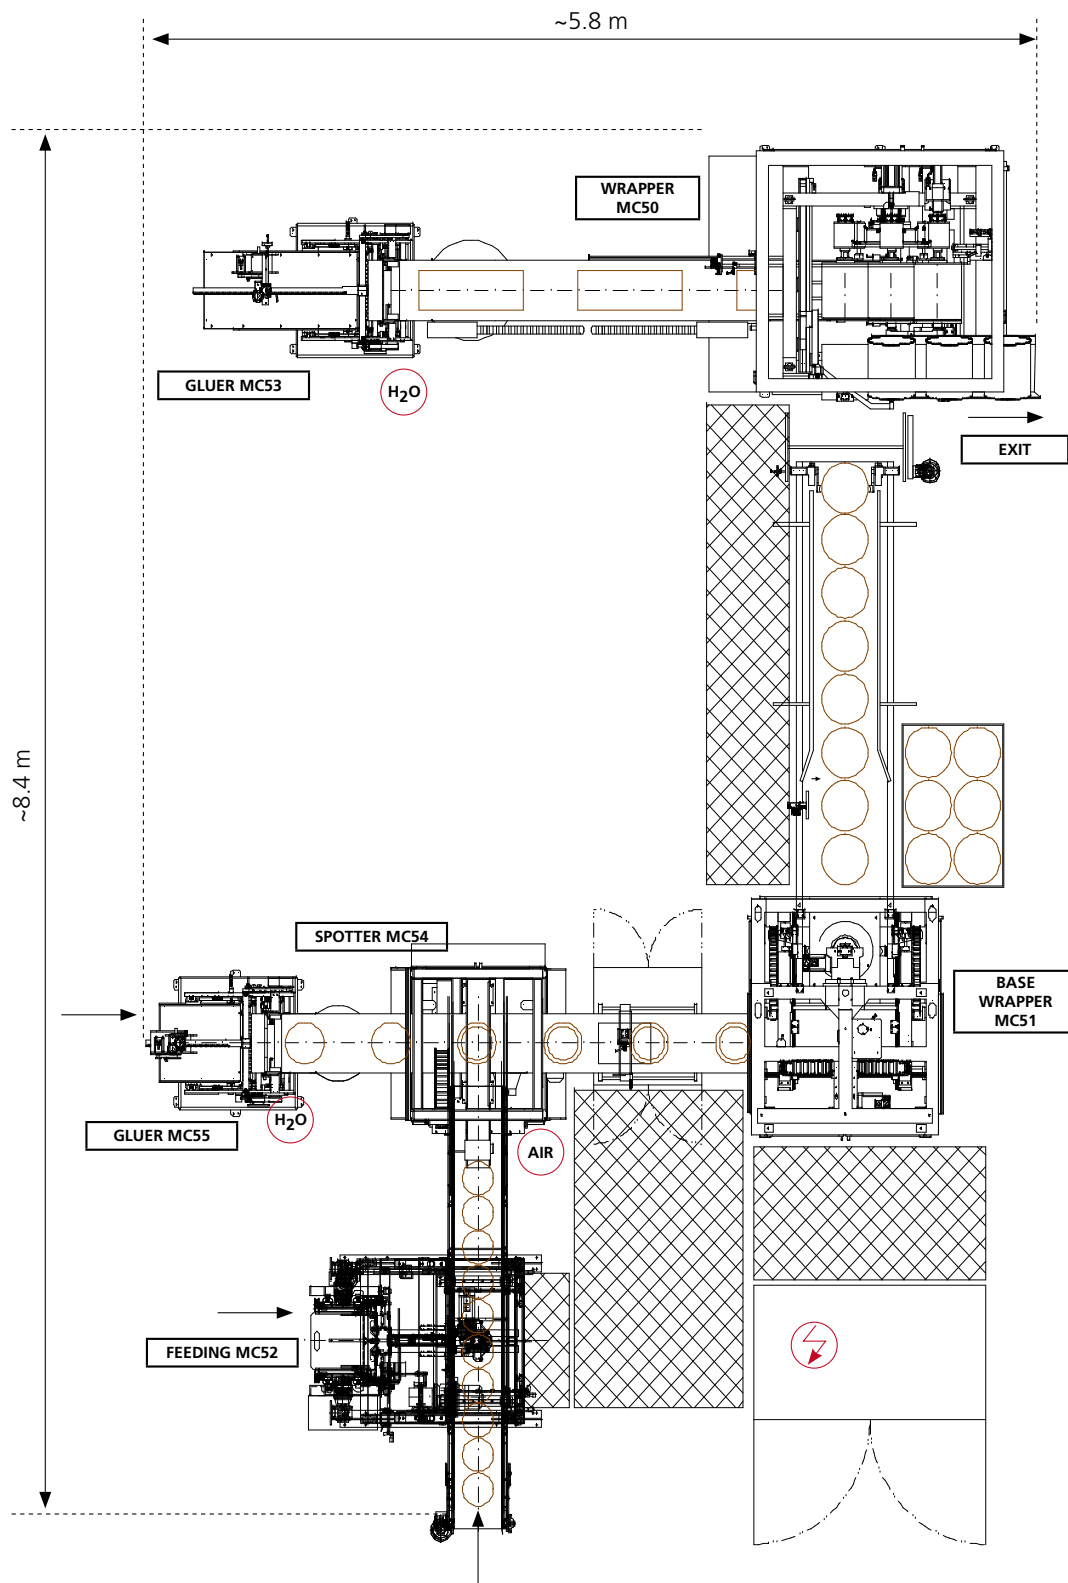 ~5.8 m
WRAPPER
MC50
GLUER MC53
H2O
EXIT
~8.4 m
SPOTTER MC54
BASE
WRAPPER
MC51
GLUER MC55
H2O
AIR
FEEDING MC52